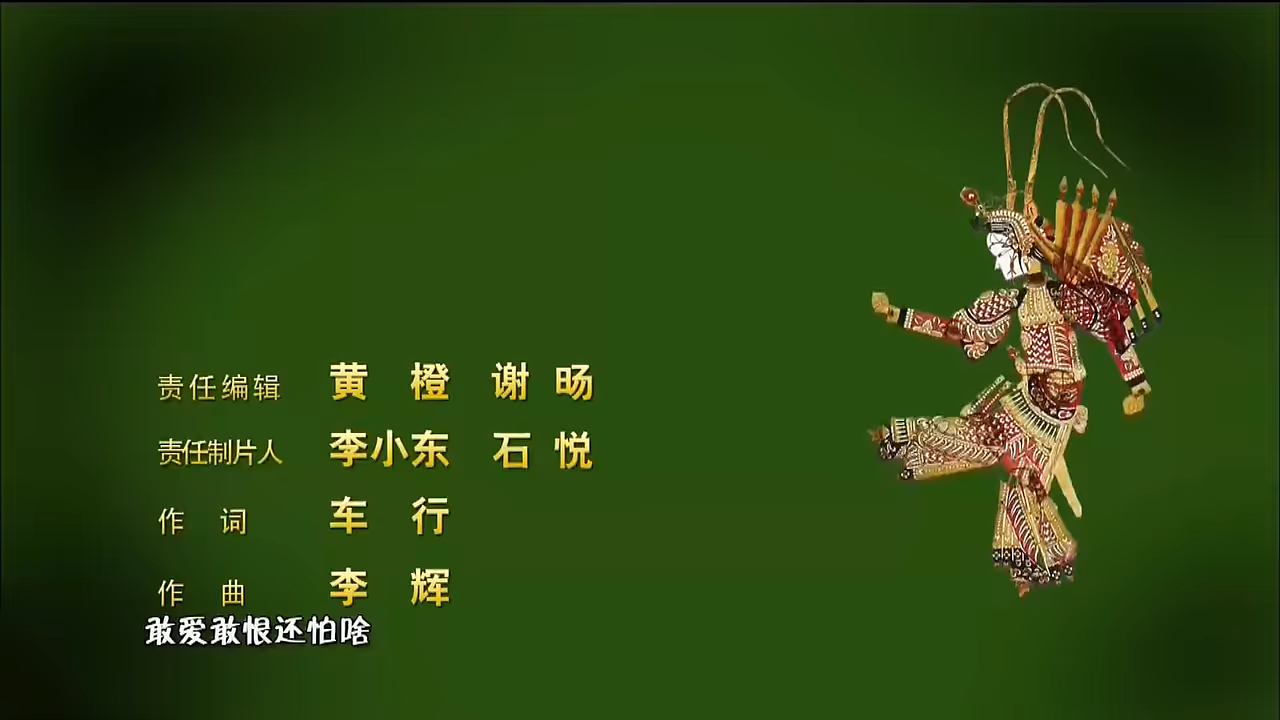 责任编辑 黄 橙 谢 旸
责任制片人 李小东 石 悦
作 词 车 行
作 曲 李 辉
敢爱敢恨还怕啥